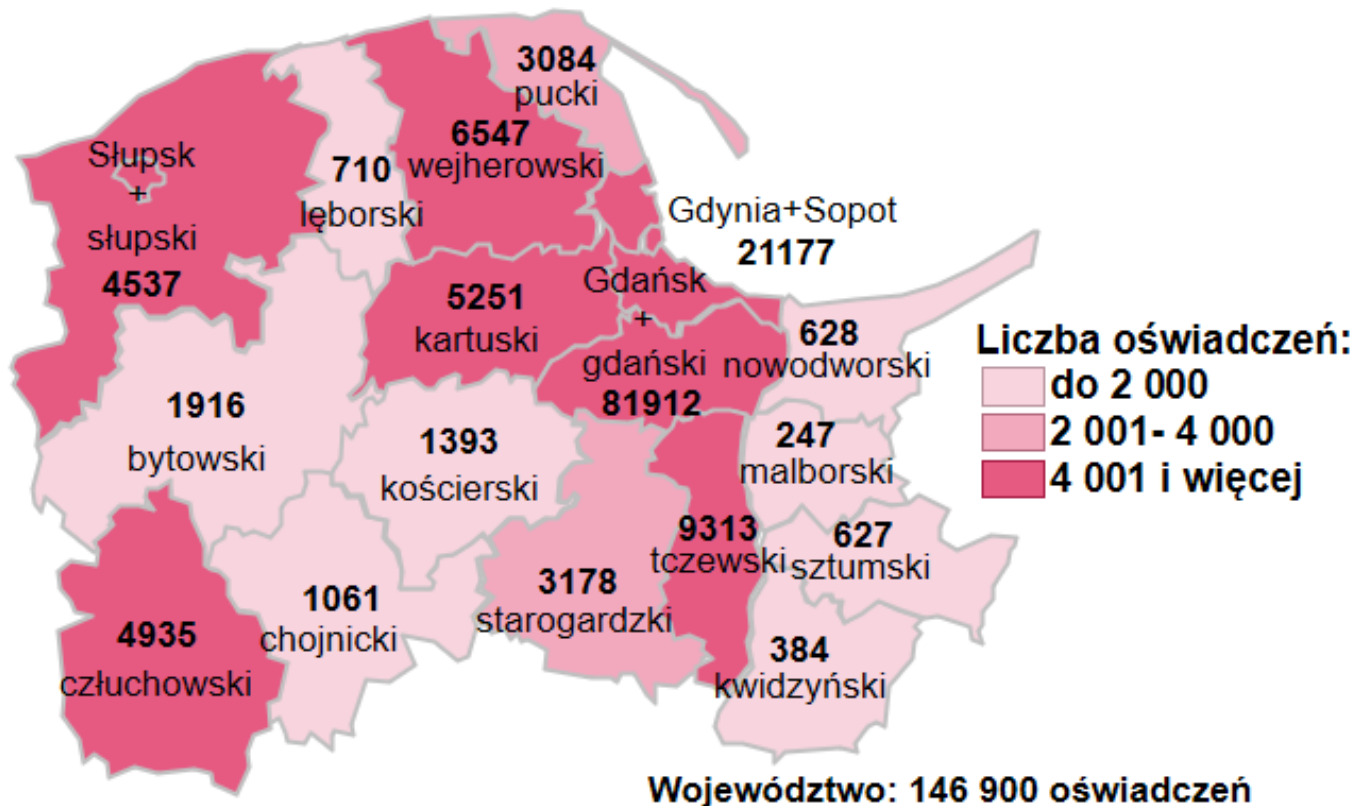 3084
pucki
6547
wejherowski
710
lęborski
Słupsk
+
słupski
4537
Gdynia+Sopot
21177
Gdańsk
+
gdański
81912
5251
kartuski
628
nowodworski
1916
bytowski
1393
kościerski
247
malborski
9313
tczewski
627
sztumski
3178
starogardzki
1061
chojnicki
4935
człuchowski
384
kwidzyński
Liczba oświadczeń:
do 2 000
2 001- 4 000
4 001 i więcej
Województwo: 146 900 oświadczeń